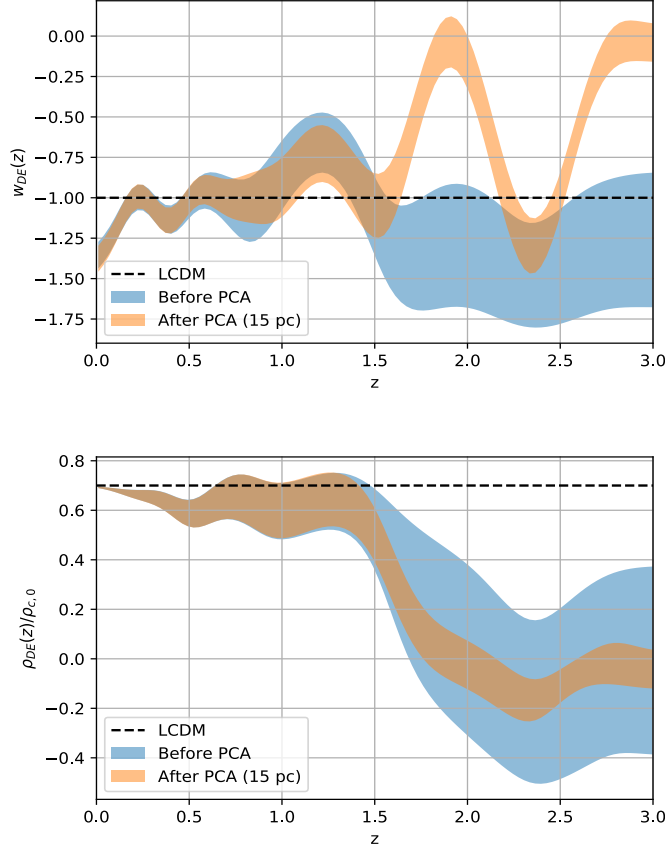 0.00
−0.25
−0.50
−0.75
−1.00
−1.25
−1.50
−1.75
w_DE(z)
LCDM
Before PCA
After PCA (15 pc)
0.0 0.5 1.0 1.5 2.0 2.5 3.0
z
0.8
0.6
0.4
0.2
0.0
−0.2
−0.4
ρ_DE(z)/ρ_c,0
LCDM
Before PCA
After PCA (15 pc)
0.0 0.5 1.0 1.5 2.0 2.5 3.0
z